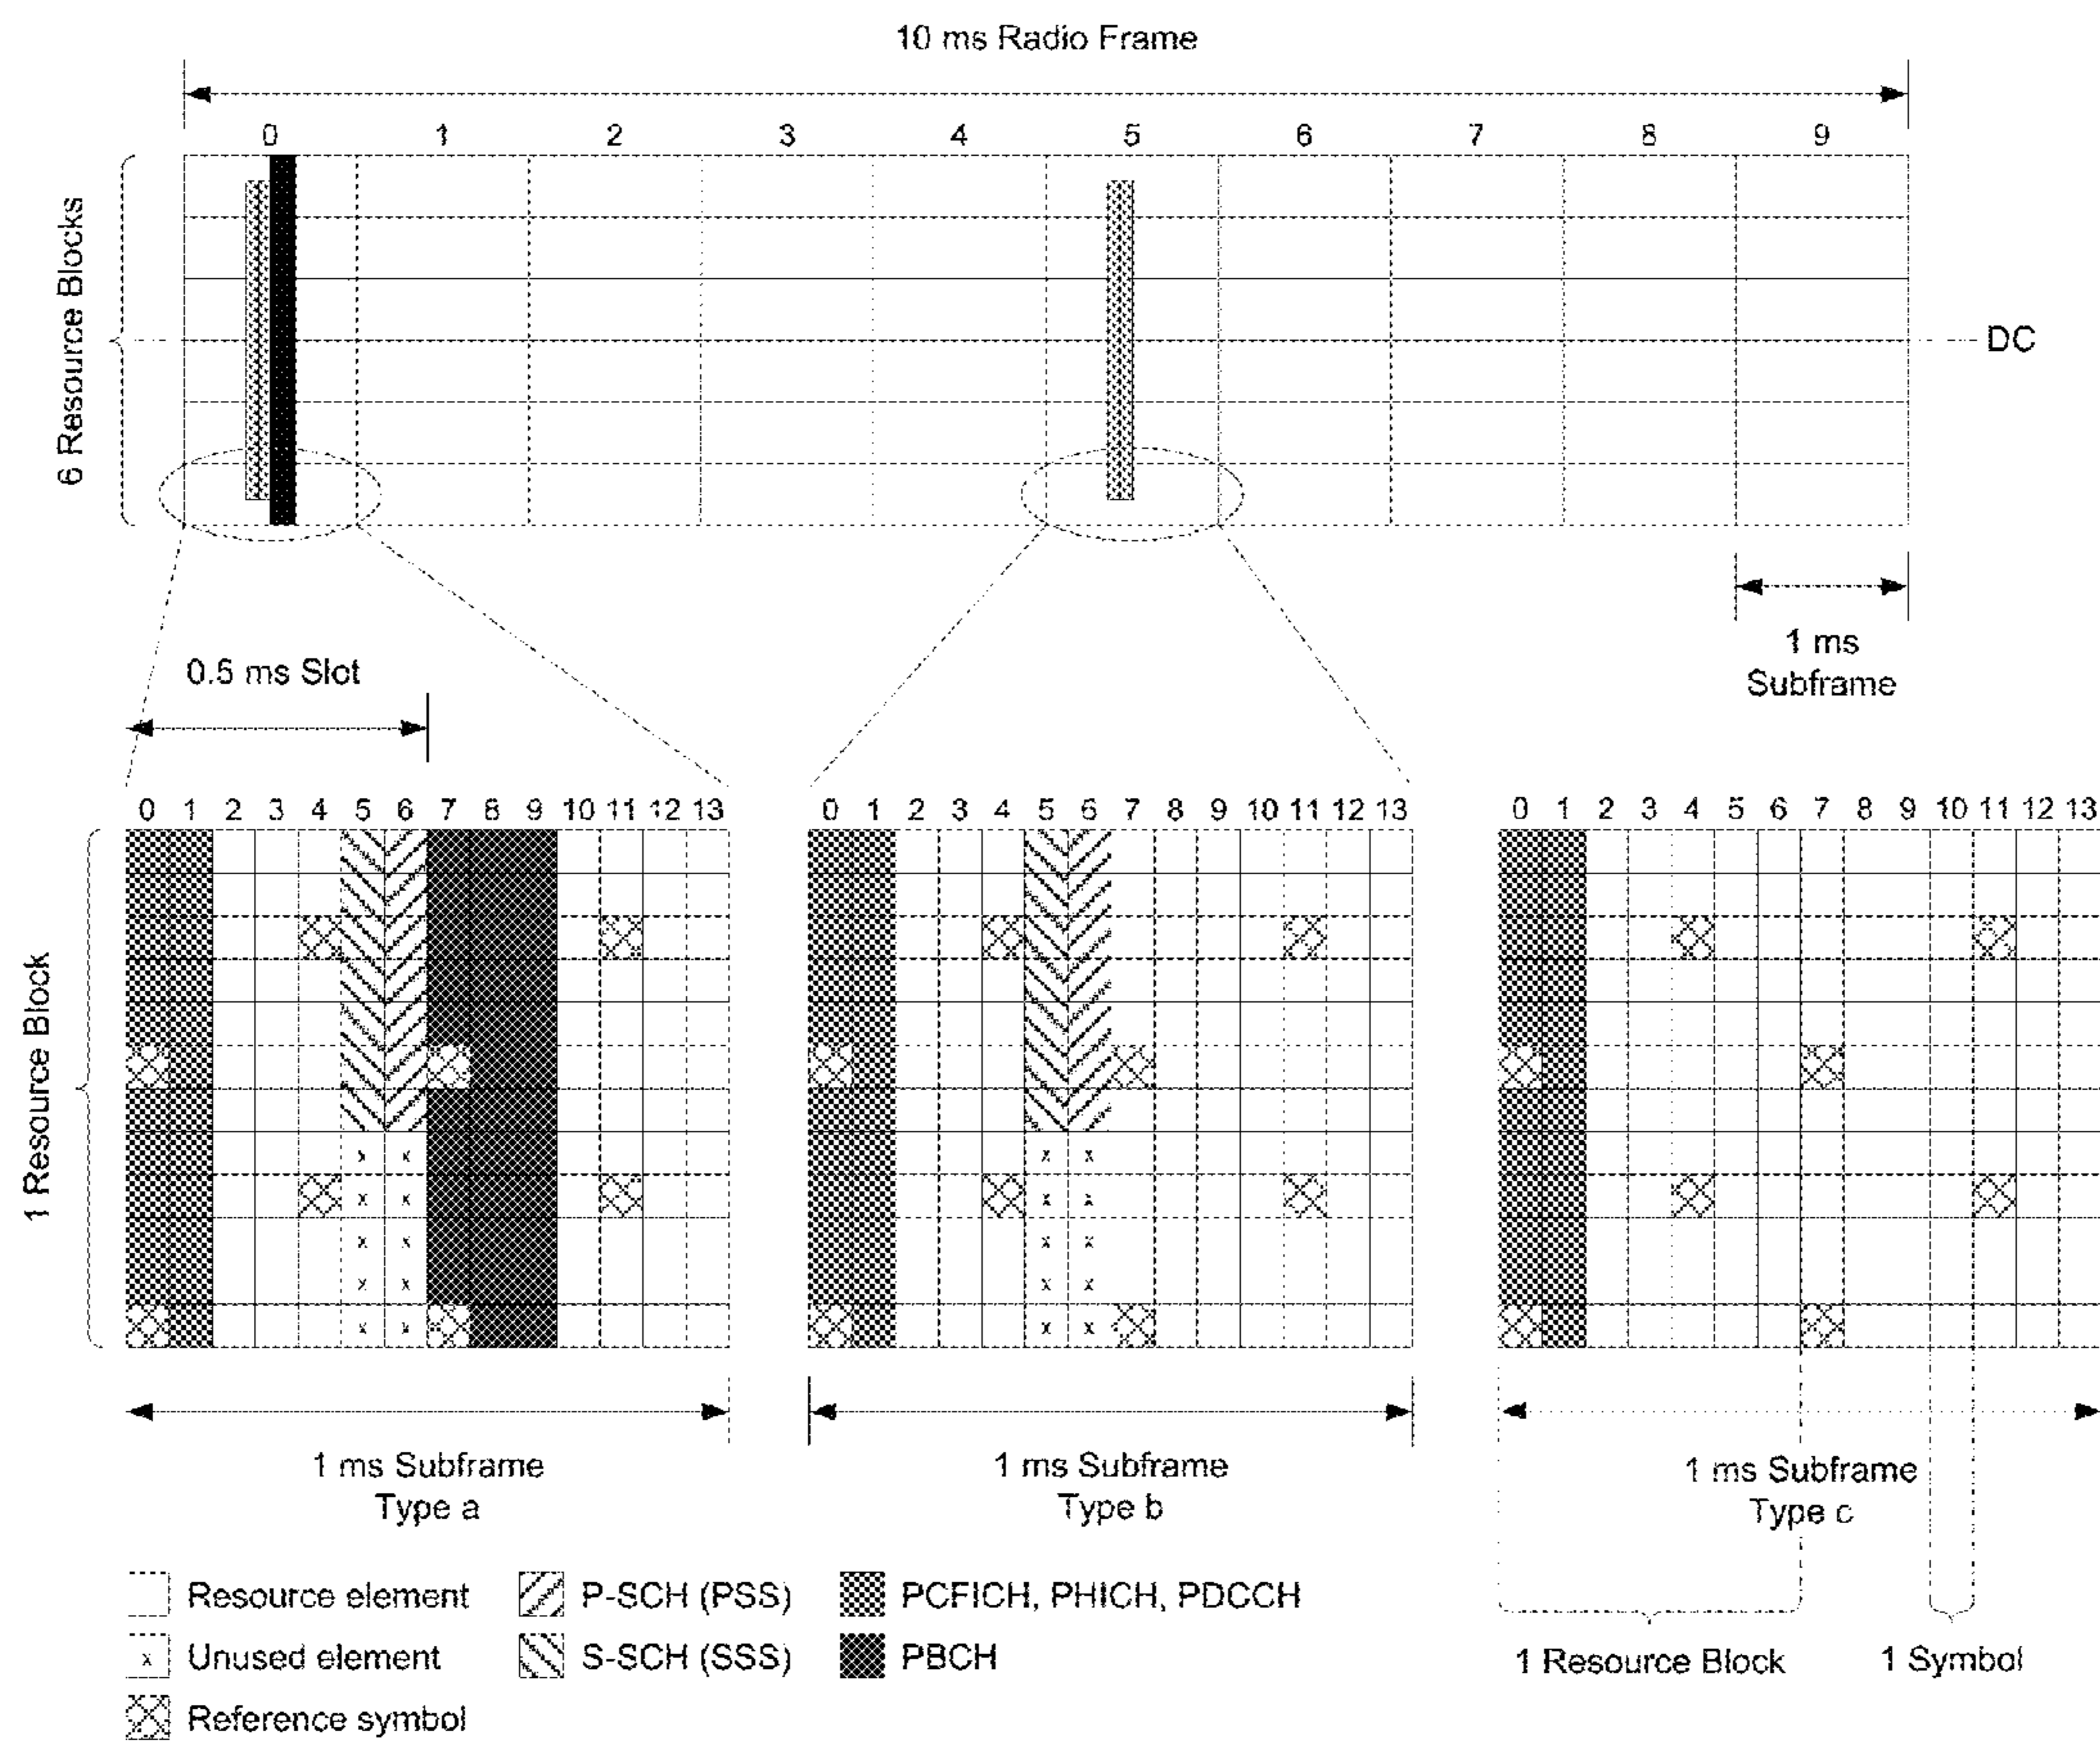 10 ms Radio Frame
0 1 2 3 4 5 6 7 8 9
6 Resource Blocks
DC
1 ms
Subframe
0.5 ms Slot
0 1 2 3 4 5 6 7 8 9 10 11 12 13
0 1 2 3 4 5 6 7 8 9 10 11 12 13
0 1 2 3 4 5 6 7 8 9 10 11 12 13
1 Resource Block
x x
x x
x x
x x
x x
x x
x x
x x
x x
x x
1 ms Subframe
Type a
1 ms Subframe
Type b
1 ms Subframe
Type c
Resource element
P-SCH (PSS)
PCFICH, PHICH, PDCCH
x Unused element
S-SCH (SSS)
PBCH
Reference symbol
1 Resource Block
1 Symbol